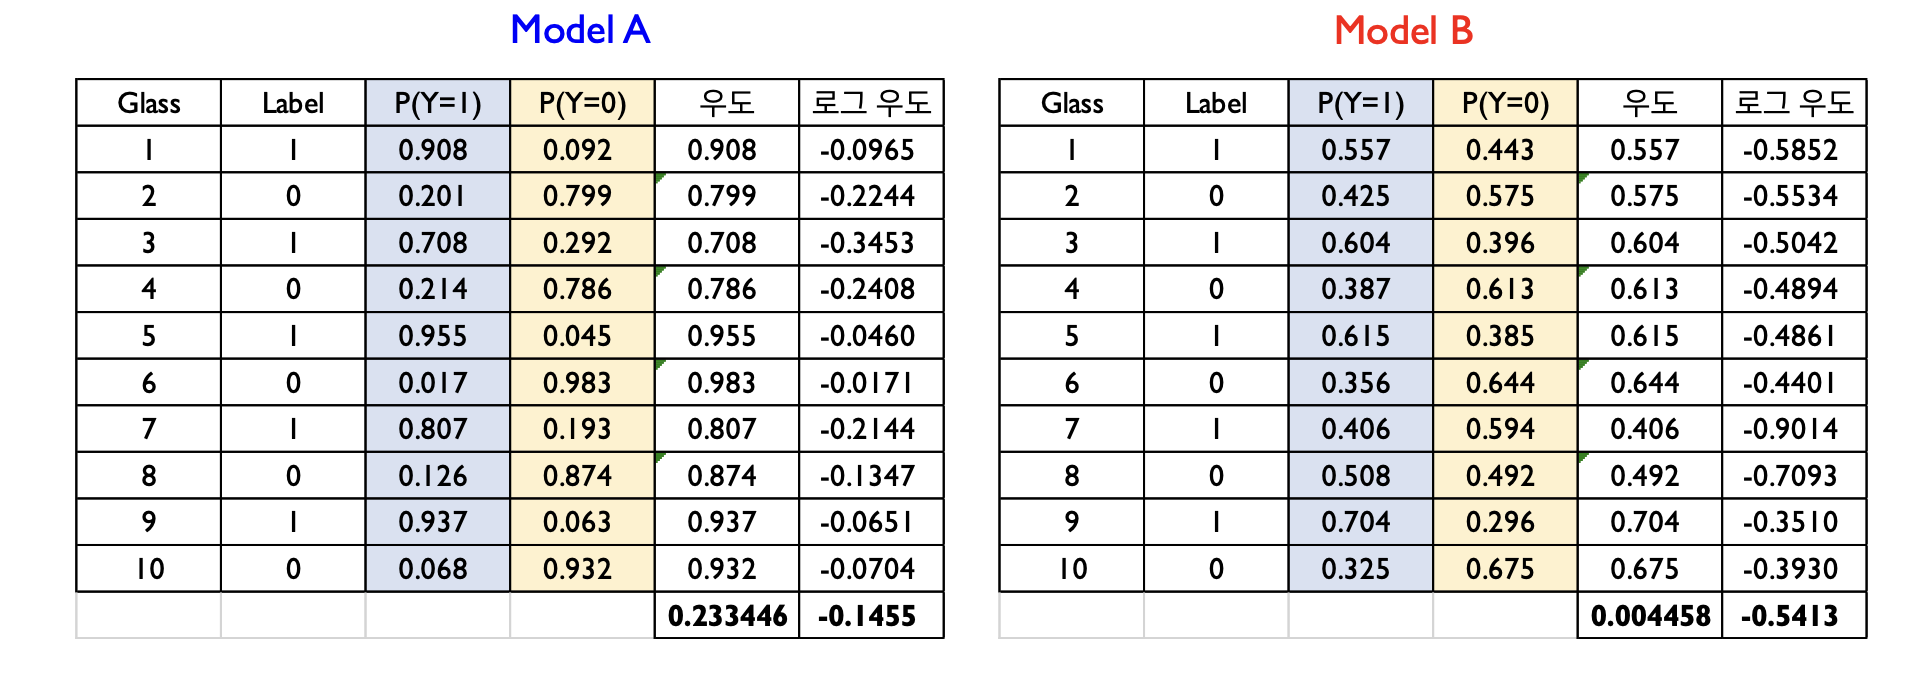 Model A
Glass Label P(Y=1) P(Y=0) 우도 로그 우도
1 1 0.908 0.092 0.908 -0.0965
2 0 0.201 0.799 0.799 -0.2244
3 1 0.708 0.292 0.708 -0.3453
4 0 0.214 0.786 0.786 -0.2408
5 1 0.955 0.045 0.955 -0.0460
6 0 0.017 0.983 0.983 -0.0171
7 1 0.807 0.193 0.807 -0.2144
8 0 0.126 0.874 0.874 -0.1347
9 1 0.937 0.063 0.937 -0.0651
10 0 0.068 0.932 0.932 -0.0704
0.233446 -0.1455
Model B
Glass Label P(Y=1) P(Y=0) 우도 로그 우도
1 1 0.557 0.443 0.557 -0.5852
2 0 0.425 0.575 0.575 -0.5534
3 1 0.604 0.396 0.604 -0.5042
4 0 0.387 0.613 0.613 -0.4894
5 1 0.615 0.385 0.615 -0.4861
6 0 0.356 0.644 0.644 -0.4401
7 1 0.406 0.594 0.406 -0.9014
8 0 0.508 0.492 0.492 -0.7093
9 1 0.704 0.296 0.704 -0.3510
10 0 0.325 0.675 0.675 -0.3930
0.004458 -0.5413